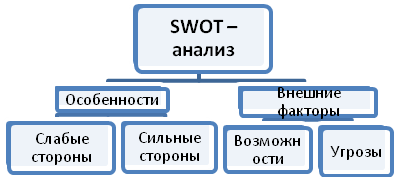 SWOT –
анализ
Особенности
Внешние
факторы
Слабые
стороны
Сильные
стороны
Возможн
ости
Угрозы